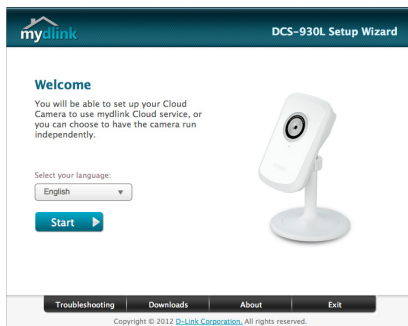 mydlink
DCS-930L Setup Wizard
Welcome
You will be able to set up your Cloud
Camera to use mydlink Cloud service, or
you can choose to have the camera run
independently.
Select your language:
English
Start
Troubleshooting Downloads About Exit
Copyright © 2012 D-Link Corporation. All rights reserved.